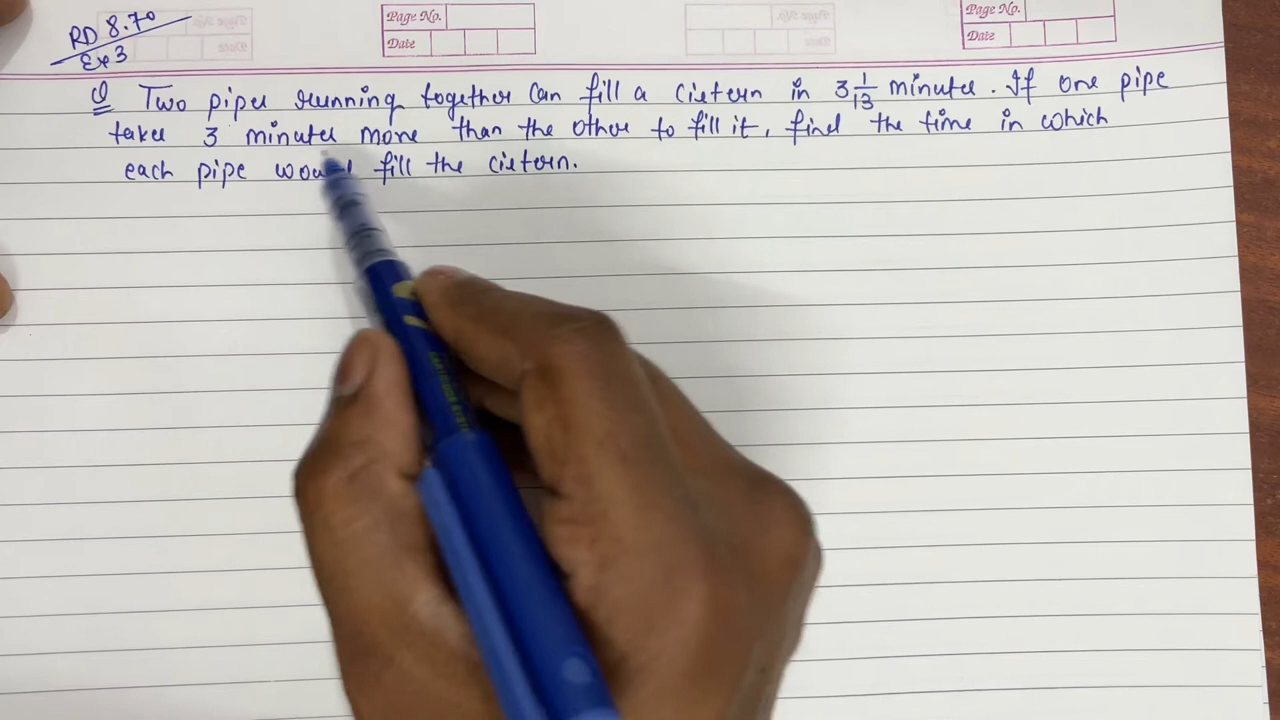 RD 8.70
Ex 3
Page No.
Date
Page No.
Date
Q Two pipes running together can fill a cistern in 3 1/13 minutes. If one pipe
takes 3 minutes more than the other to fill it, find the time in which
each pipe would fill the cistern.